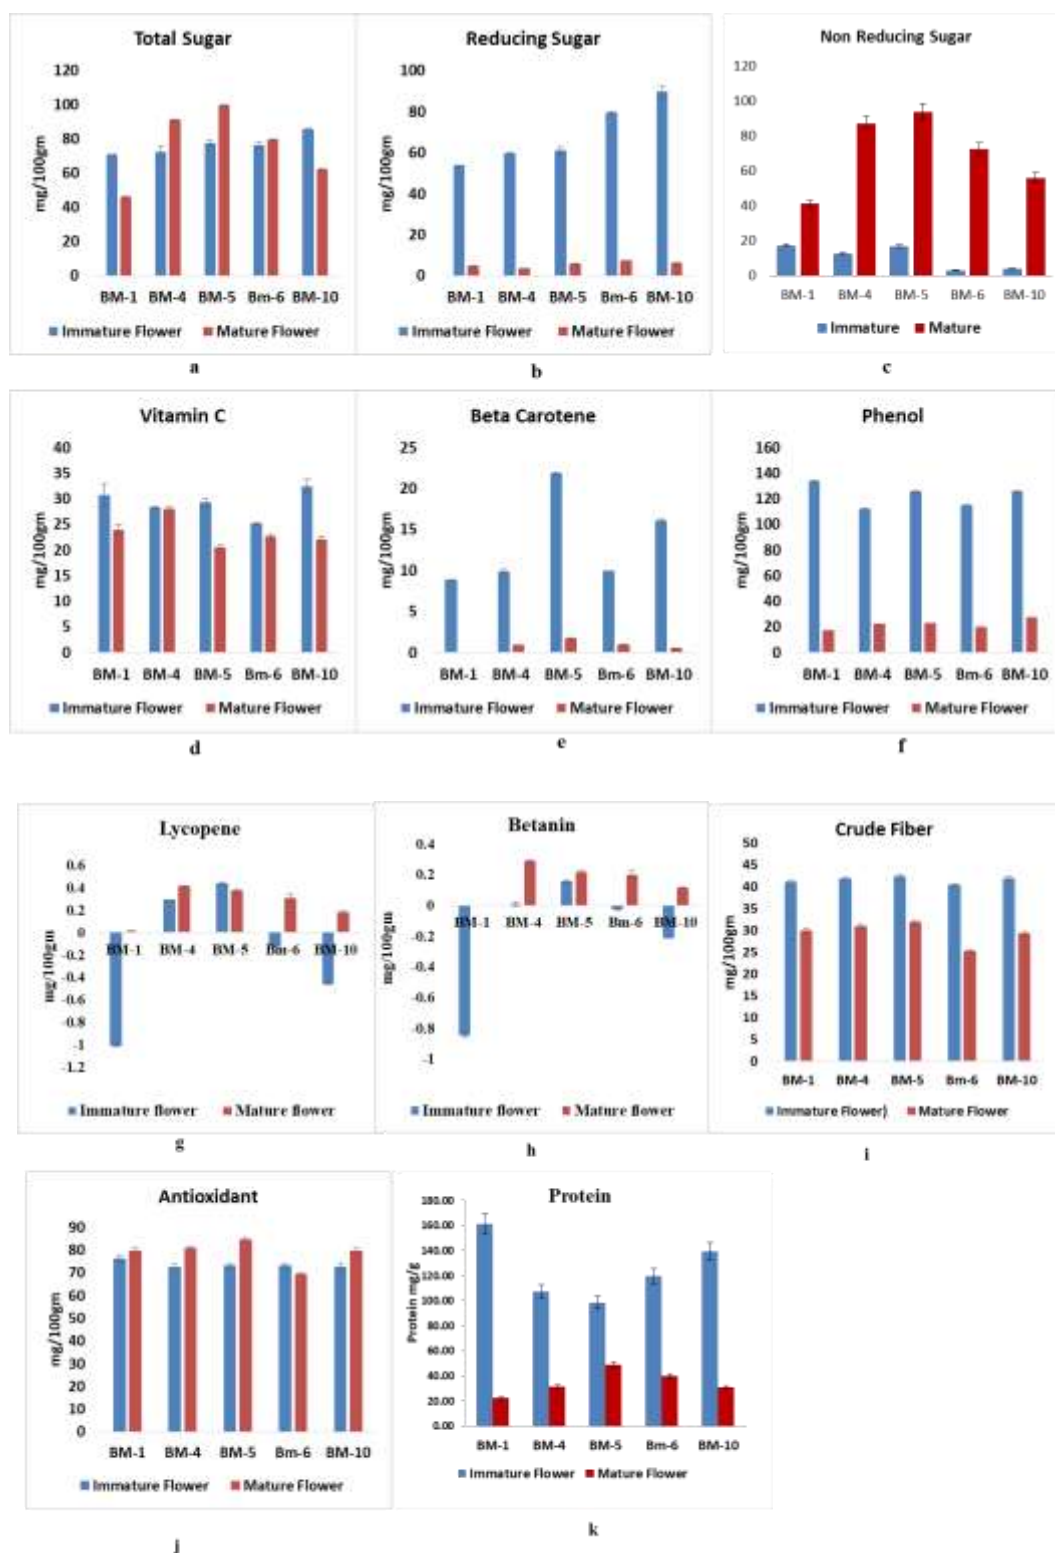 Total Sugar
120
100
80
60
40
20
0
mg/100gm
BM-1 BM-4 BM-5 Bm-6 BM-10
Immature Flower Mature Flower
a
Reducing Sugar
100
80
60
40
20
0
mg/100gm
BM-1 BM-4 BM-5 Bm-6 BM-10
Immature Flower Mature Flower
b
Non Reducing Sugar
120
100
80
60
40
20
0
BM-1 BM-4 BM-5 BM-6 BM-10
Immature Mature
c
Vitamin C
40
35
30
25
20
15
10
5
0
mg/100gm
BM-1 BM-4 BM-5 Bm-6 BM-10
Immature Flower Mature Flower
d
Beta Carotene
25
20
15
10
5
0
mg/100gm
BM-1 BM-4 BM-5 Bm-6 BM-10
Immature Flower Mature Flower
e
Phenol
160
140
120
100
80
60
40
20
0
mg/100gm
BM-1 BM-4 BM-5 Bm-6 BM-10
Immature Flower Mature Flower
f
Lycopene
0.6
0.4
0.2
0
-0.2
-0.4
-0.6
-0.8
-1
-1.2
mg/100gm
BM-1 BM-4 BM-5 Bm-6 BM-10
Immature flower Mature flower
g
Betanin
0.4
0.2
0
-0.2
-0.4
-0.6
-0.8
-1
mg/100gm
BM-1 BM-4 BM-5 Bm-6 BM-10
Immature flower Mature flower
h
Crude Fiber
50
45
40
35
30
25
20
15
10
5
0
mg/100gm
BM-1 BM-4 BM-5 Bm-6 BM-10
Immature Flower) Mature Flower
i
Antioxidant
90
80
70
60
50
40
30
20
10
0
mg/100gm
BM-1 BM-4 BM-5 Bm-6 BM-10
Immature Flower Mature Flower
j
Protein
180.00
160.00
140.00
120.00
100.00
80.00
60.00
40.00
20.00
0.00
Protein mg/g
BM-1 BM-4 BM-5 Bm-6 BM-10
Immature Flower Mature Flower
k